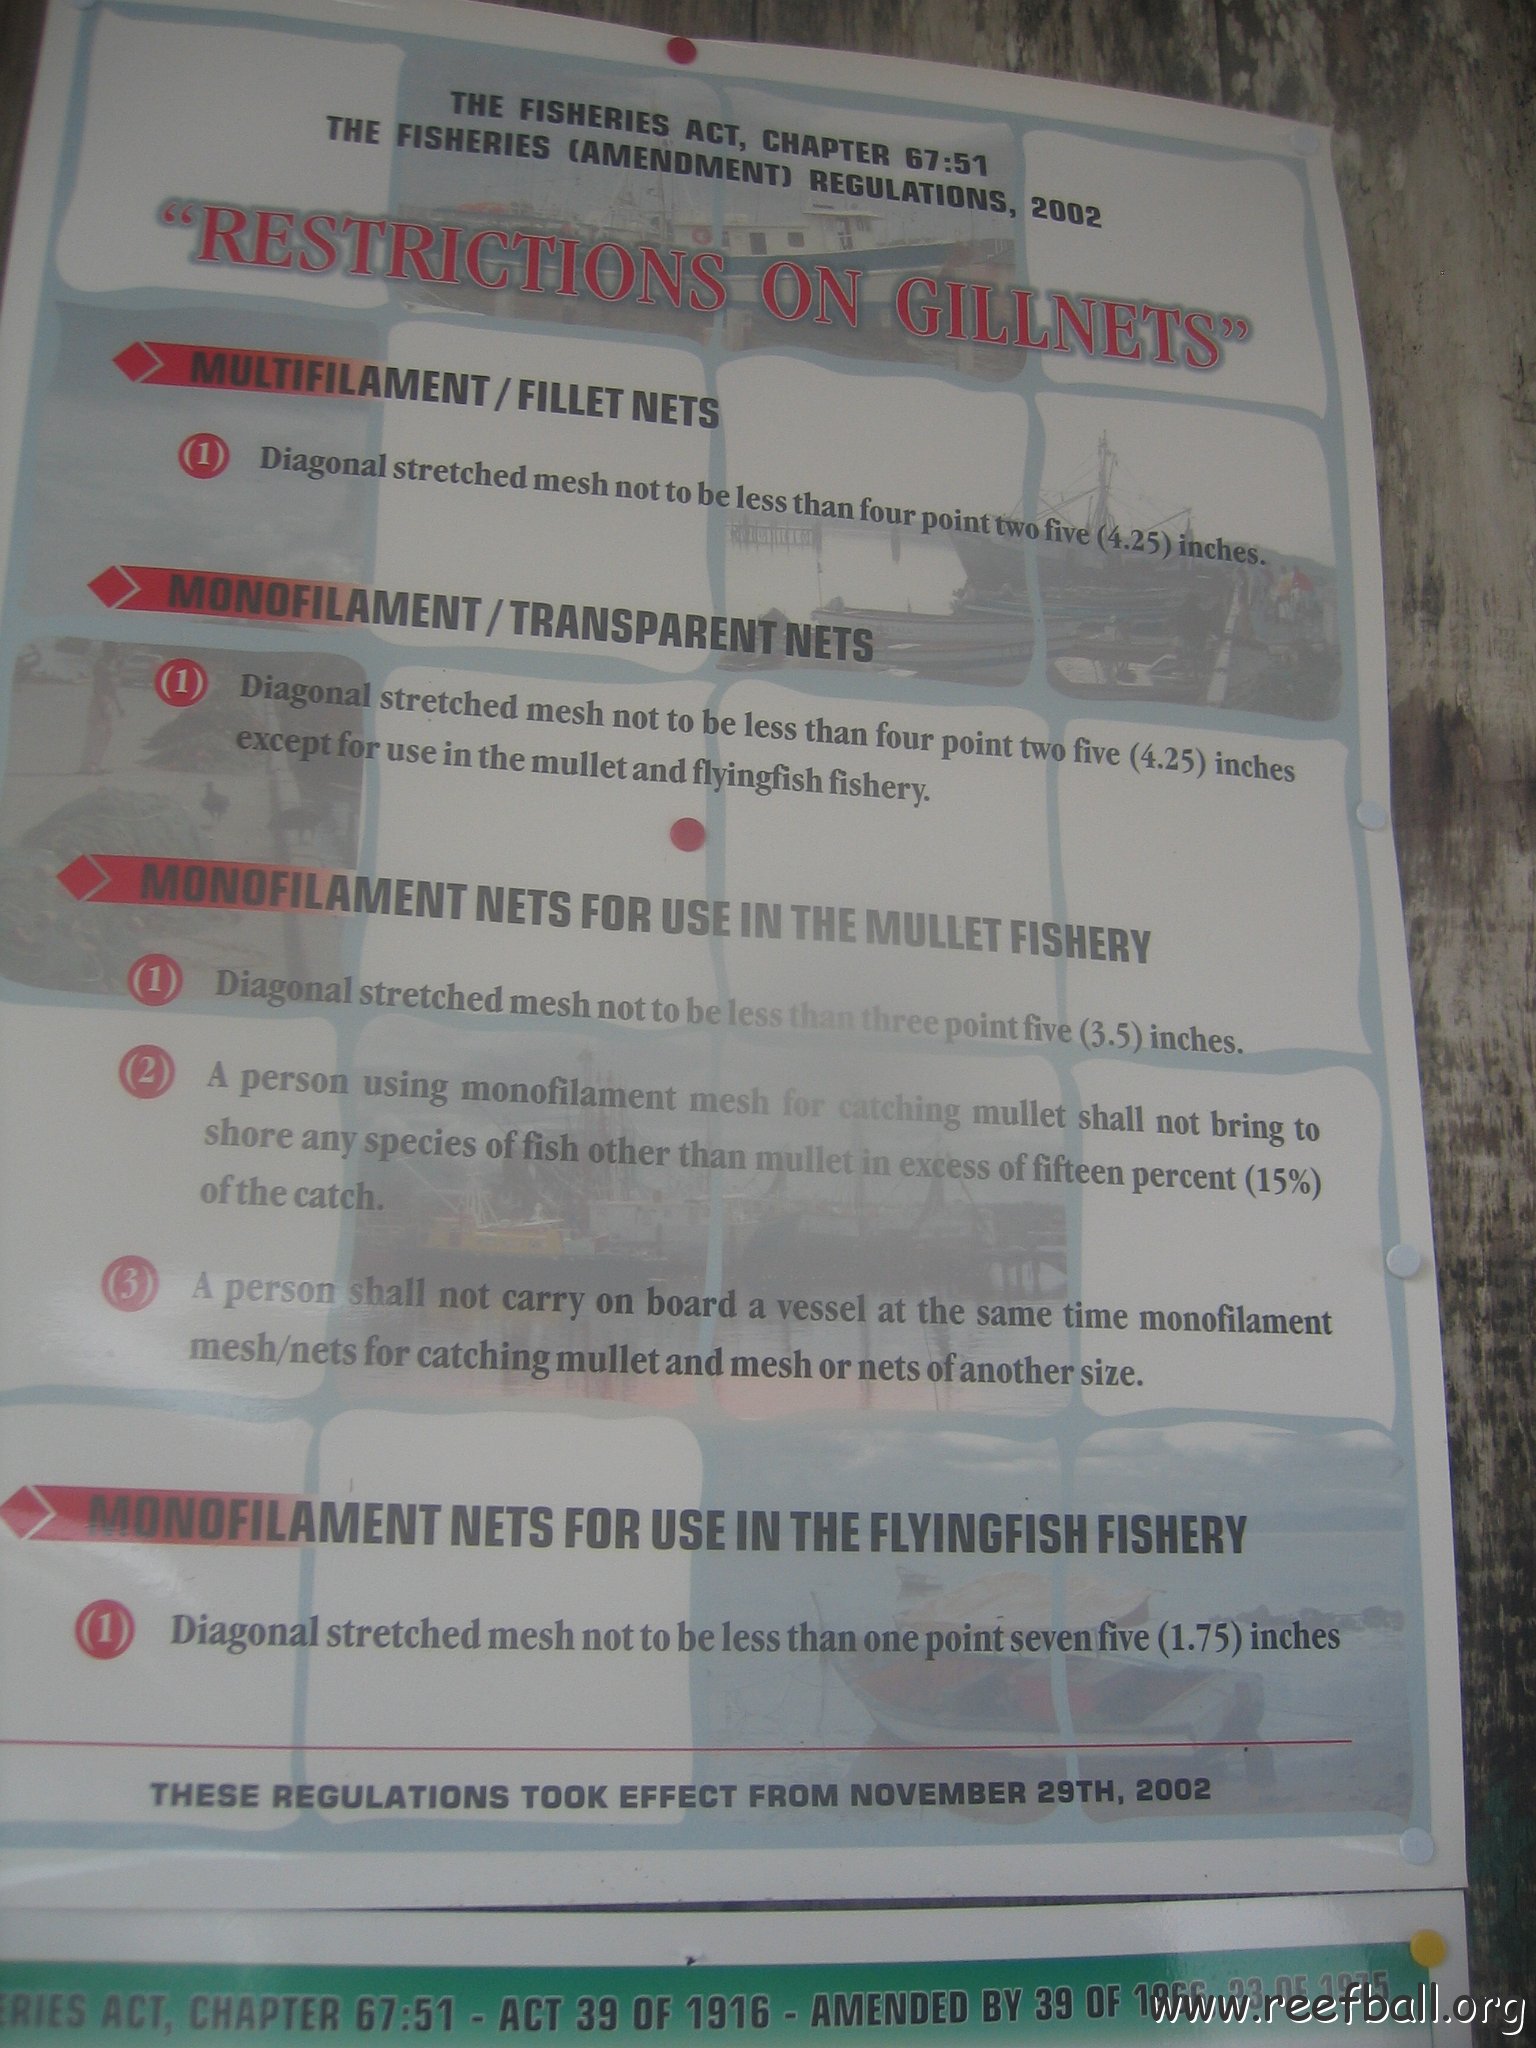 THE FISHERIES ACT, CHAPTER 67:51
THE FISHERIES (AMENDMENT) REGULATIONS, 2002
"RESTRICTIONS ON GILLNETS"
MULTIFILAMENT / FILLET NETS
(1) Diagonal stretched mesh not to be less than four point two five (4.25) inches.
MONOFILAMENT / TRANSPARENT NETS
(1) Diagonal stretched mesh not to be less than four point two five (4.25) inches
except for use in the mullet and flyingfish fishery.
MONOFILAMENT NETS FOR USE IN THE MULLET FISHERY
(1) Diagonal stretched mesh not to be less than three point five (3.5) inches.
(2) A person using monofilament mesh for catching mullet shall not bring to
shore any species of fish other than mullet in excess of fifteen percent (15%)
of the catch.
(3) A person shall not carry on board a vessel at the same time monofilament
mesh/nets for catching mullet and mesh or nets of another size.
MONOFILAMENT NETS FOR USE IN THE FLYINGFISH FISHERY
(1) Diagonal stretched mesh not to be less than one point seven five (1.75) inches
THESE REGULATIONS TOOK EFFECT FROM NOVEMBER 29TH, 2002
ERIES ACT, CHAPTER 67:51 - ACT 39 OF 1916 - AMENDED BY 39 OF 1966, 23 OF 1975
www.reefball.org